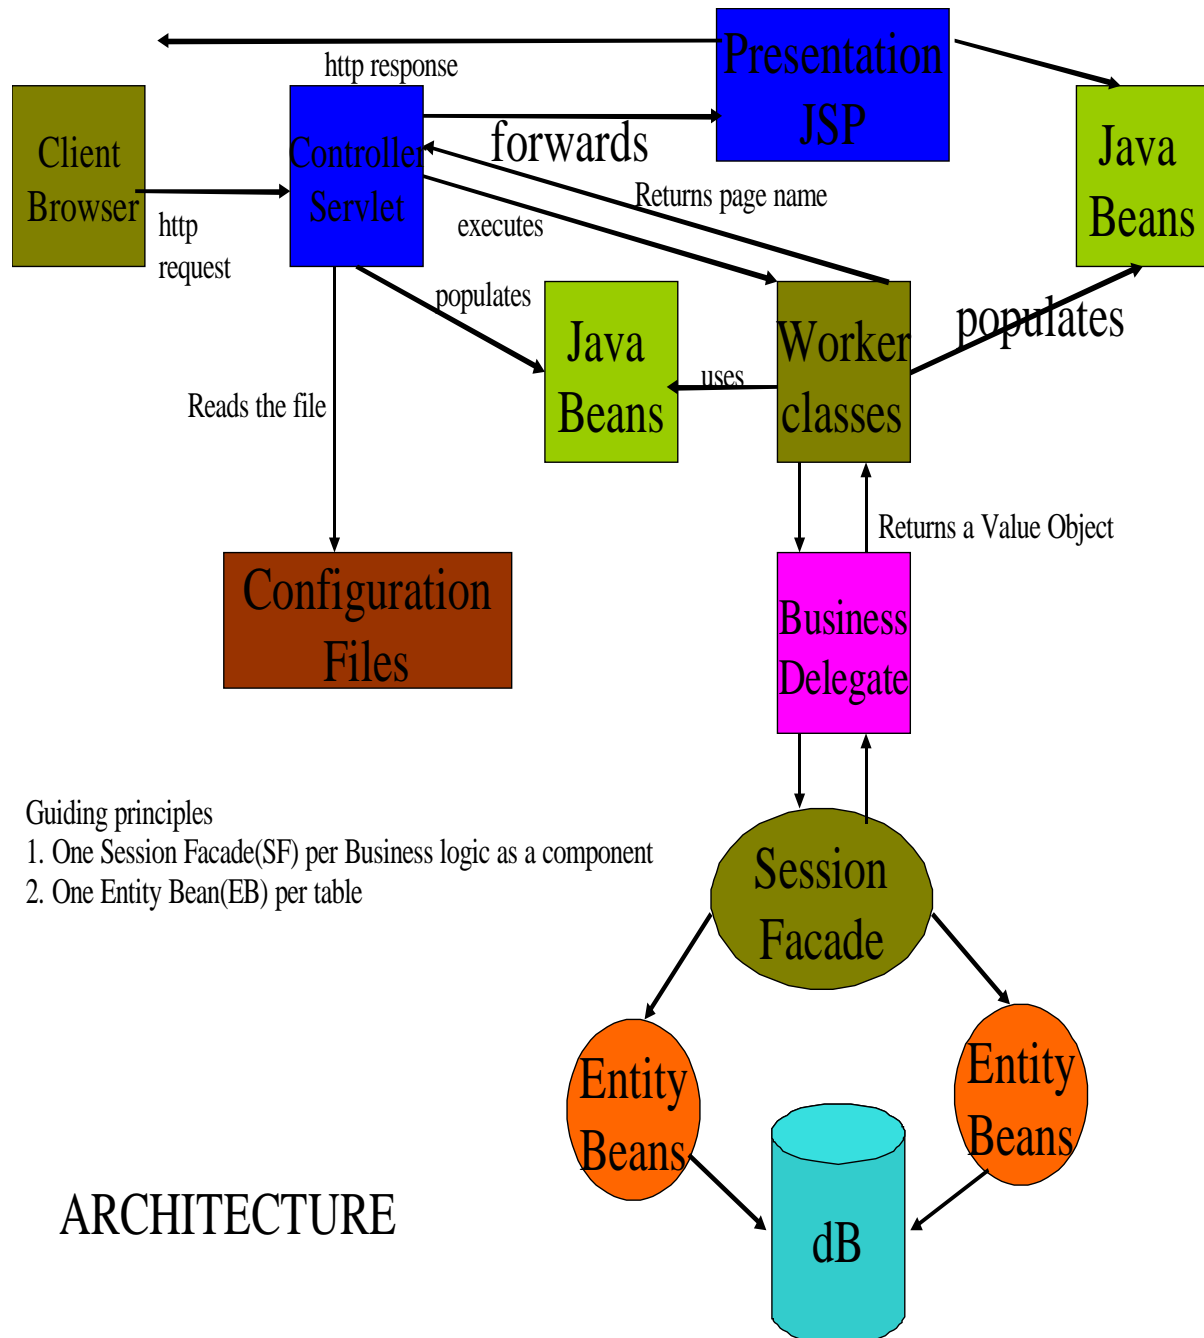 Presentation
JSP
http response
Client
Browser
Controller
Servlet
forwards
Java
Beans
Returns page name
http
request
executes
populates
Java
Beans
Worker
classes
populates
uses
Reads the file
Returns a Value Object
Configuration
Files
Business
Delegate
Guiding principles
1. One Session Facade(SF) per Business logic as a component
2. One Entity Bean(EB) per table
Session
Facade
Entity
Beans
Entity
Beans
ARCHITECTURE
dB